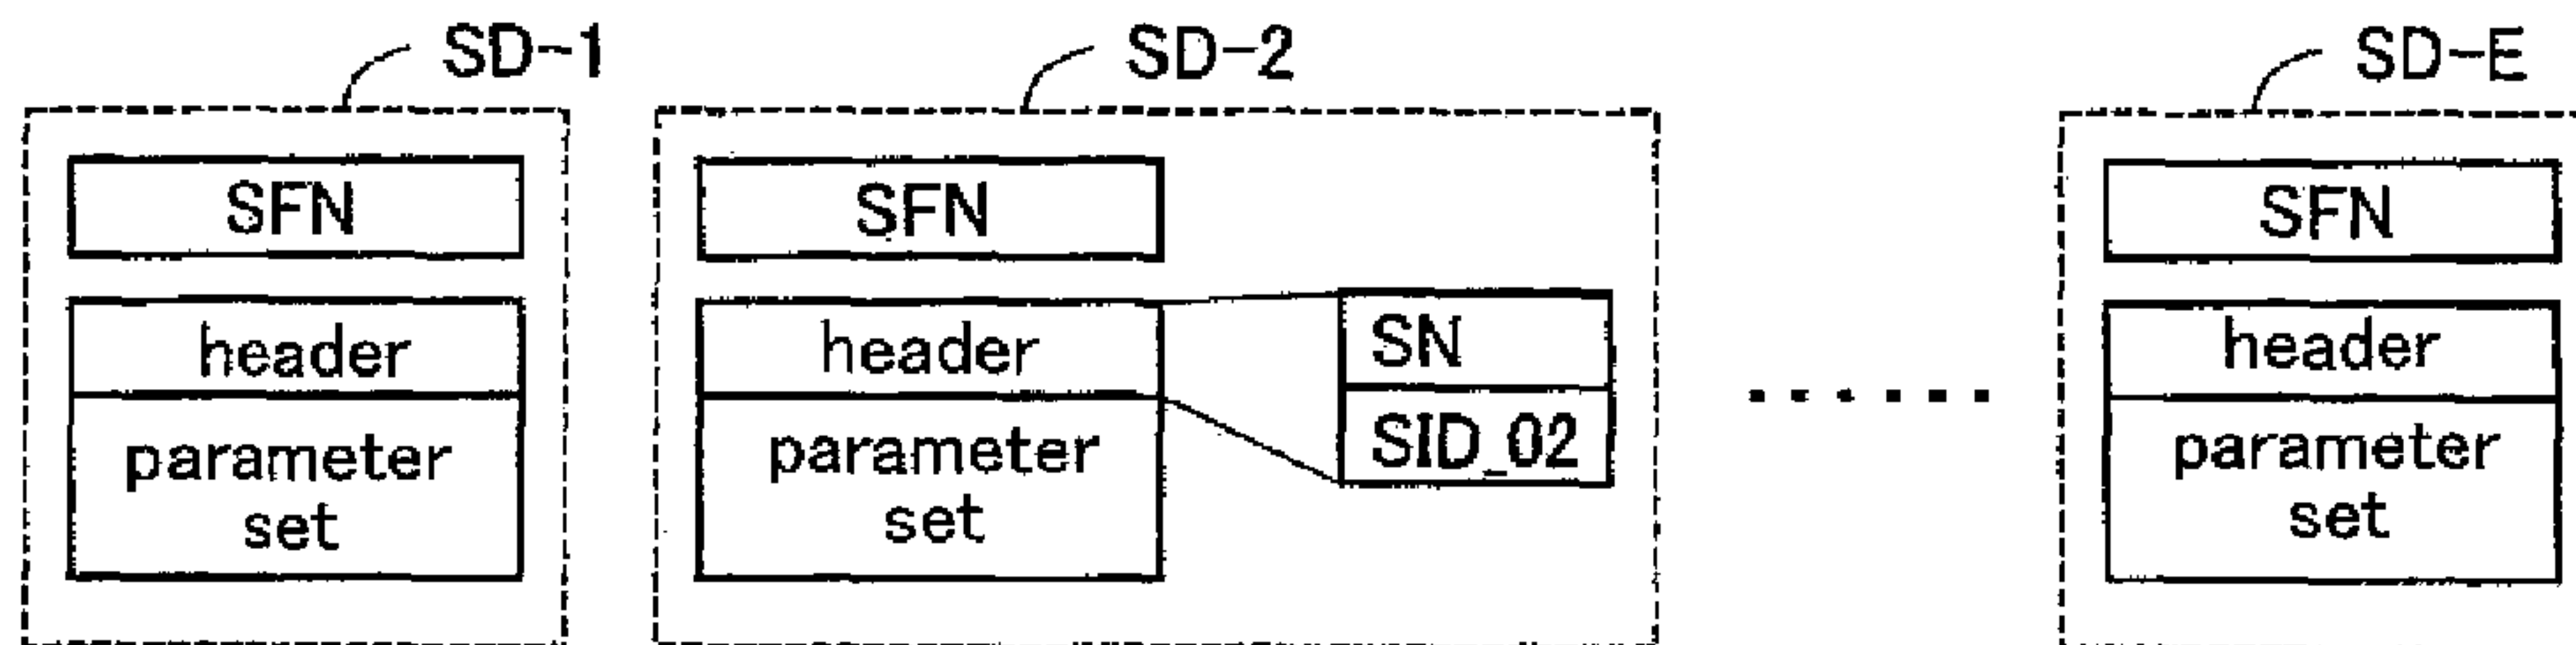 SD-1
SFN
header
parameter
set
SD-2
SFN
header
parameter
set
SN
SID_02
SD-E
SFN
header
parameter
set